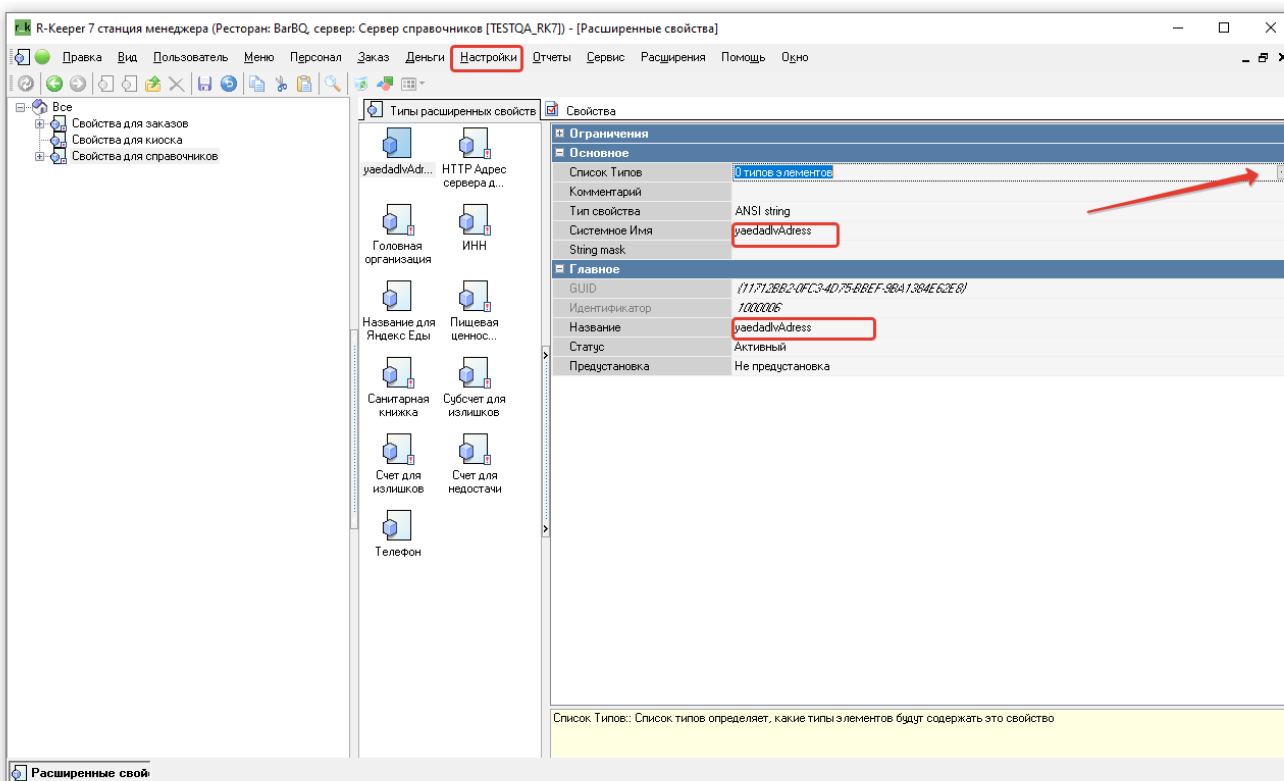 r_k R-Keeper 7 станция менеджера (Ресторан: BarBQ, сервер: Сервер справочников [TESTQA_RK7]) - [Расширенные свойства]
Правка Вид Пользователь Меню Персонал Заказ Деньги Настройки Отчеты Сервис Расширения Помощь Окно
Все
Свойства для заказов
Свойства для киоска
Свойства для справочников
Типы расширенных свойств
yaedadlvAdr...
HTTP Адрес
сервера д...
Головная
организация
ИНН
Название для
Яндекс Еды
Пищевая
ценнос...
Санитарная
книжка
Субсчет для
излишков
Счет для
излишков
Счет для
недостачи
Телефон
Свойства
Ограничения
Основное
Список Типов 0 типов элементов
Комментарий
Тип свойства ANSI string
Системное Имя yaedadlvAdress
String mask
Главное
GUID {11712BB2-0FC3-4D75-BBEF-9BA1384E62E8}
Идентификатор 1000006
Название yaedadlvAdress
Статус Активный
Предустановка Не предустановка
Список Типов:: Список типов определяет, какие типы элементов будут содержать это свойство
Расширенные свой